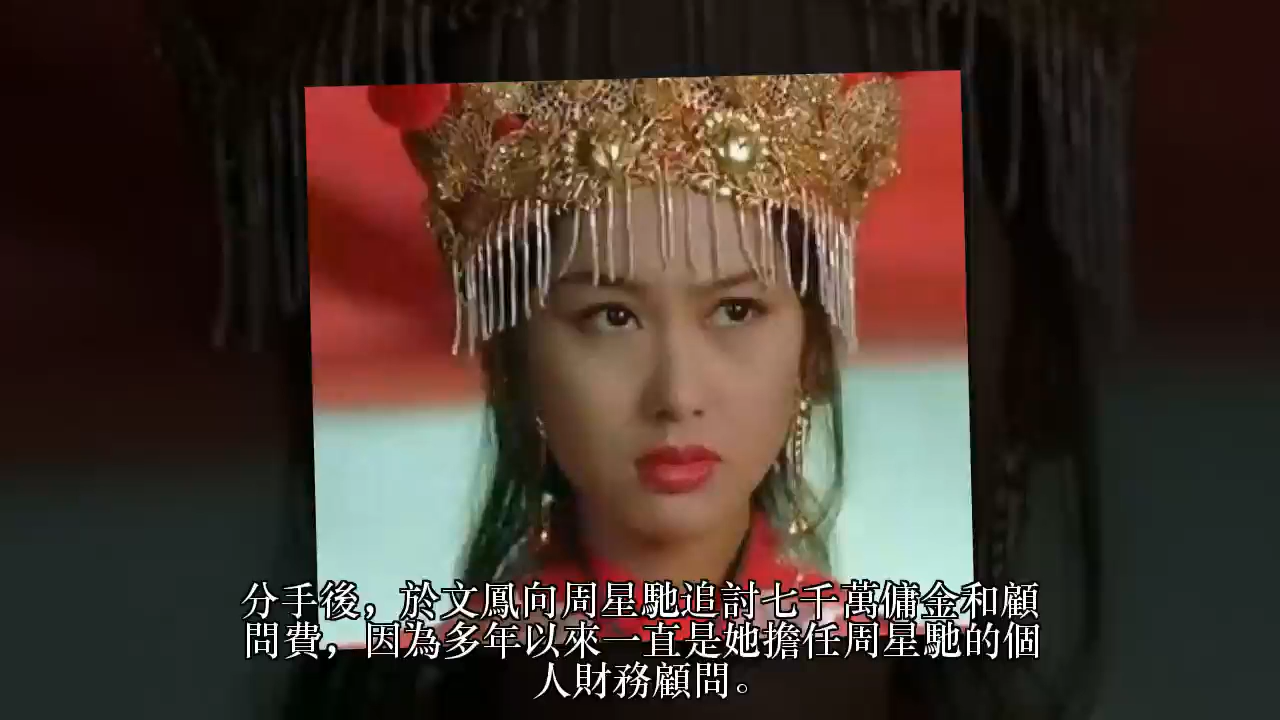 分手後，於文鳳向周星馳追討七千萬傭金和顧
問費，因為多年以來一直是她擔任周星馳的個
人財務顧問。